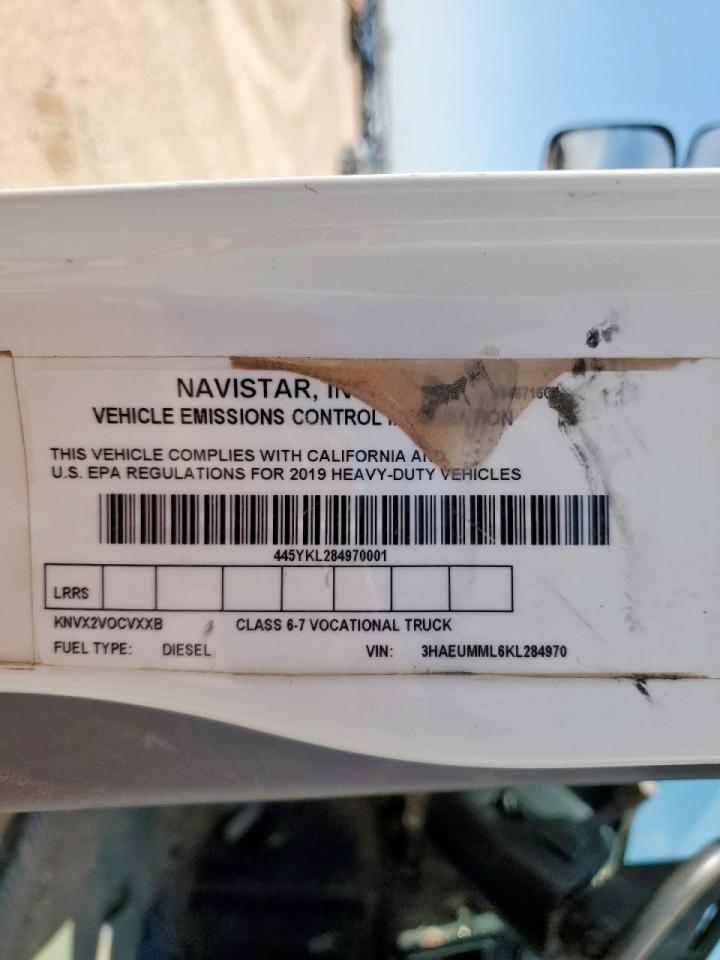 NAVISTAR,
VEHICLE EMISSIONS CONTROL
THIS VEHICLE COMPLIES WITH CALIFORNIA AND
U.S. EPA REGULATIONS FOR 2019 HEAVY-DUTY VEHICLES
445YKL284970001
LRRS
KNVX2VOCVXXB CLASS 6-7 VOCATIONAL TRUCK
FUEL TYPE: DIESEL VIN: 3HAEUMML6KL284970